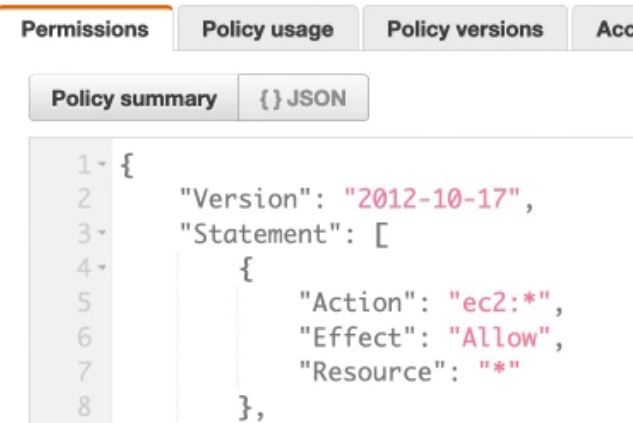 Permissions Policy usage Policy versions
Policy summary {} JSON
1 {
2 "Version": "2012-10-17",
3 "Statement": [
4 {
5 "Action": "ec2:*",
6 "Effect": "Allow",
7 "Resource": "*"
8 },